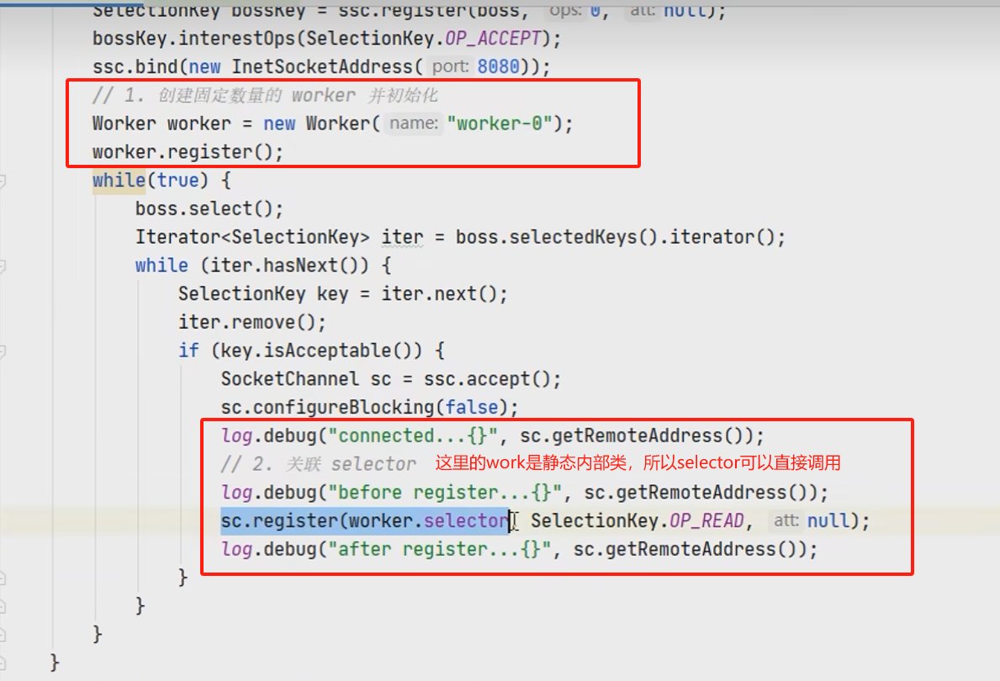 SelectionKey bossKey = ssc.register(boss, ops: 0, att: null);
bossKey.interestOps(SelectionKey.OP_ACCEPT);
ssc.bind(new InetSocketAddress( port: 8080));
// 1. 创建固定数量的 worker 并初始化
Worker worker = new Worker( name: "worker-0");
worker.register();
while(true) {
boss.select();
Iterator<SelectionKey> iter = boss.selectedKeys().iterator();
while (iter.hasNext()) {
SelectionKey key = iter.next();
iter.remove();
if (key.isAcceptable()) {
SocketChannel sc = ssc.accept();
sc.configureBlocking(false);
log.debug("connected...{}", sc.getRemoteAddress());
// 2. 关联 selector 这里的work是静态内部类，所以selector可以直接调用
log.debug("before register...{}", sc.getRemoteAddress());
sc.register(worker.selector, SelectionKey.OP_READ, att: null);
log.debug("after register...{}", sc.getRemoteAddress());
}
}
}
}